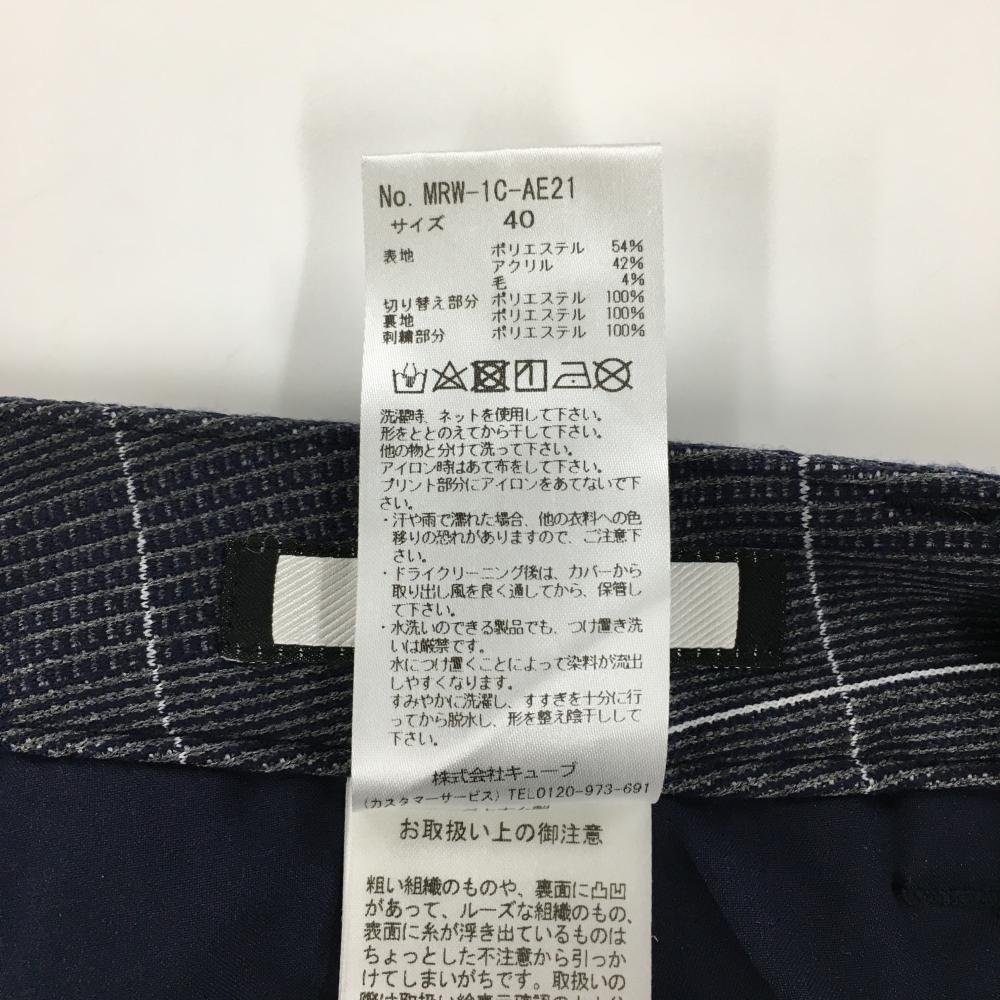 No. MRW-1C-AE21
サイズ 40
表地 ポリエステル 54%
アクリル 42%
毛 4%
切り替え部分 ポリエステル 100%
裏地 ポリエステル 100%
刺繍部分 ポリエステル 100%
洗濯時、ネットを使用して下さい。
形をととのえてから干して下さい。
他の物と分けて洗って下さい。
アイロン時はあて布をして下さい。
プリント部分にアイロンをあてないで下
さい。
・汗や雨で濡れた場合、他の衣料への色
移りの恐れがありますので、ご注意下
さい。
・ドライクリーニング後は、カバーから
取り出し風を良く通してから、保管し
て下さい。
・水洗いのできる製品でも、つけ置き洗
いは厳禁です。
水につけ置くことによって染料が流出
しやすくなります。
すみやかに洗濯し、すすぎを十分に行
ってから脱水し、形を整え陰干しして
下さい。
株式会社キューブ
(カスタマーサービス) TEL0120-973-691
お取扱い上の御注意
粗い組織のものや、裏面に凸凹
があって、ルーズな組織のもの、
表面に糸が浮き出ているものは
ちょっとした不注意から引っか
けてしまいがちです。取扱いの